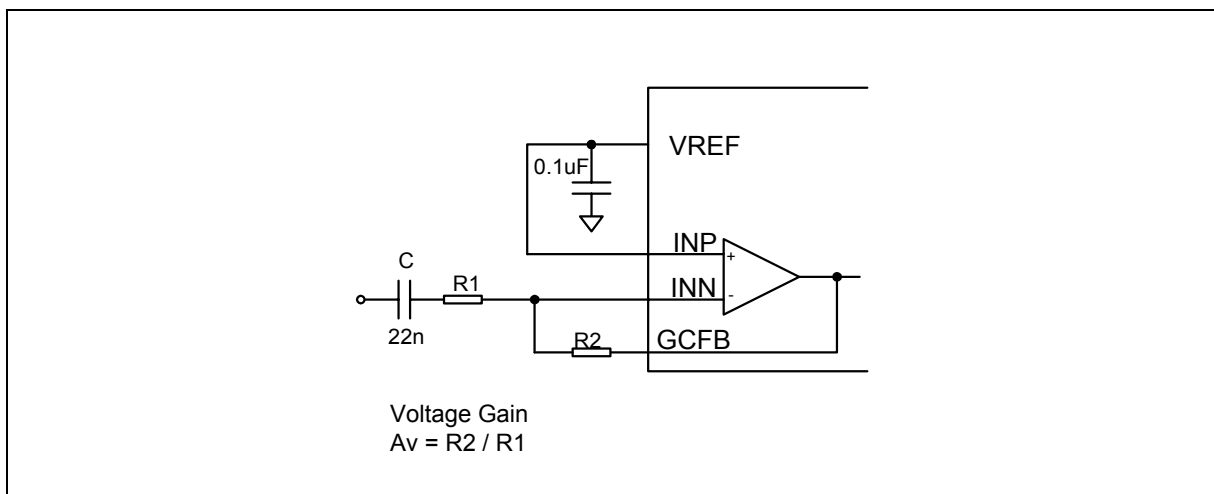 VREF
0.1uF
INP
+
C
R1
INN
-
22n
R2
GCFB
Voltage Gain
Av = R2 / R1